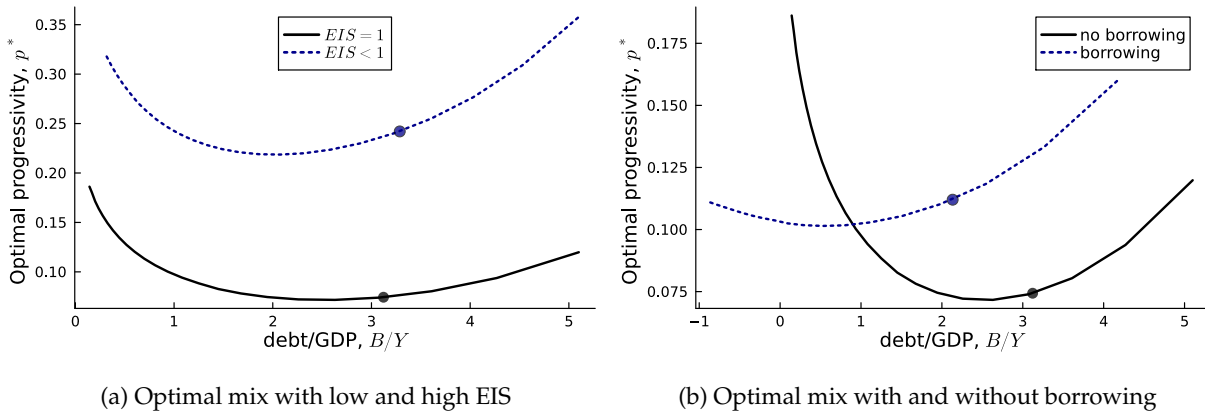 0.35
0.30
0.25
0.20
0.15
0.10
Optimal progressivity, p*
EIS = 1
EIS < 1
0 1 2 3 4 5
debt/GDP, B/Y
(a) Optimal mix with low and high EIS
0.175
0.150
0.125
0.100
0.075
Optimal progressivity, p*
no borrowing
borrowing
−1 0 1 2 3 4 5
debt/GDP, B/Y
(b) Optimal mix with and without borrowing